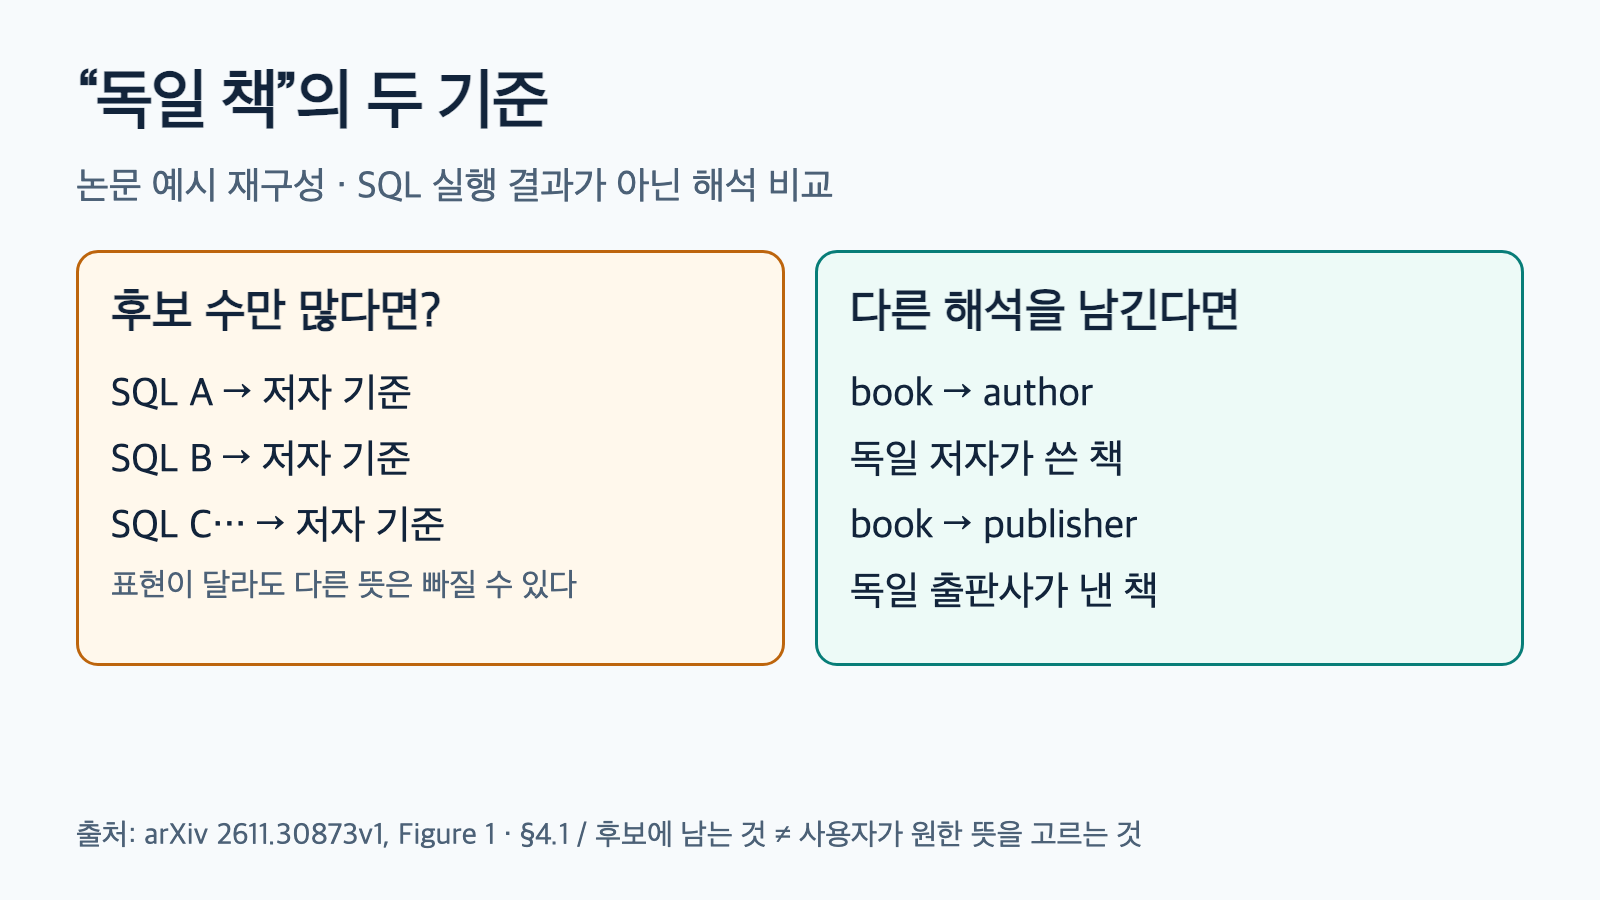 “독일 책”의 두 기준
논문 예시 재구성 · SQL 실행 결과가 아닌 해석 비교
후보 수만 많다면?
SQL A → 저자 기준
SQL B → 저자 기준
SQL C··· → 저자 기준
표현이 달라도 다른 뜻은 빠질 수 있다
다른 해석을 남긴다면
book → author
독일 저자가 쓴 책
book → publisher
독일 출판사가 낸 책
출처: arXiv 2611.30873v1, Figure 1 · §4.1 / 후보에 남는 것 ≠ 사용자가 원한 뜻을 고르는 것